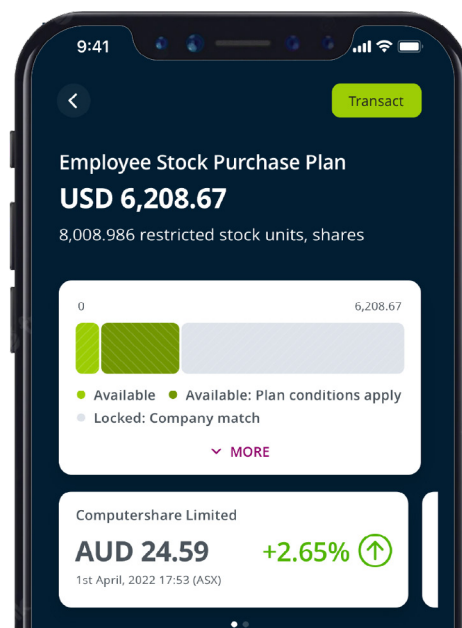 9:41
Transact
Employee Stock Purchase Plan
USD 6,208.67
8,008.986 restricted stock units, shares
0 6,208.67
Available Available: Plan conditions apply
Locked: Company match
MORE
Computershare Limited
AUD 24.59 +2.65%
1st April, 2022 17:53 (ASX)